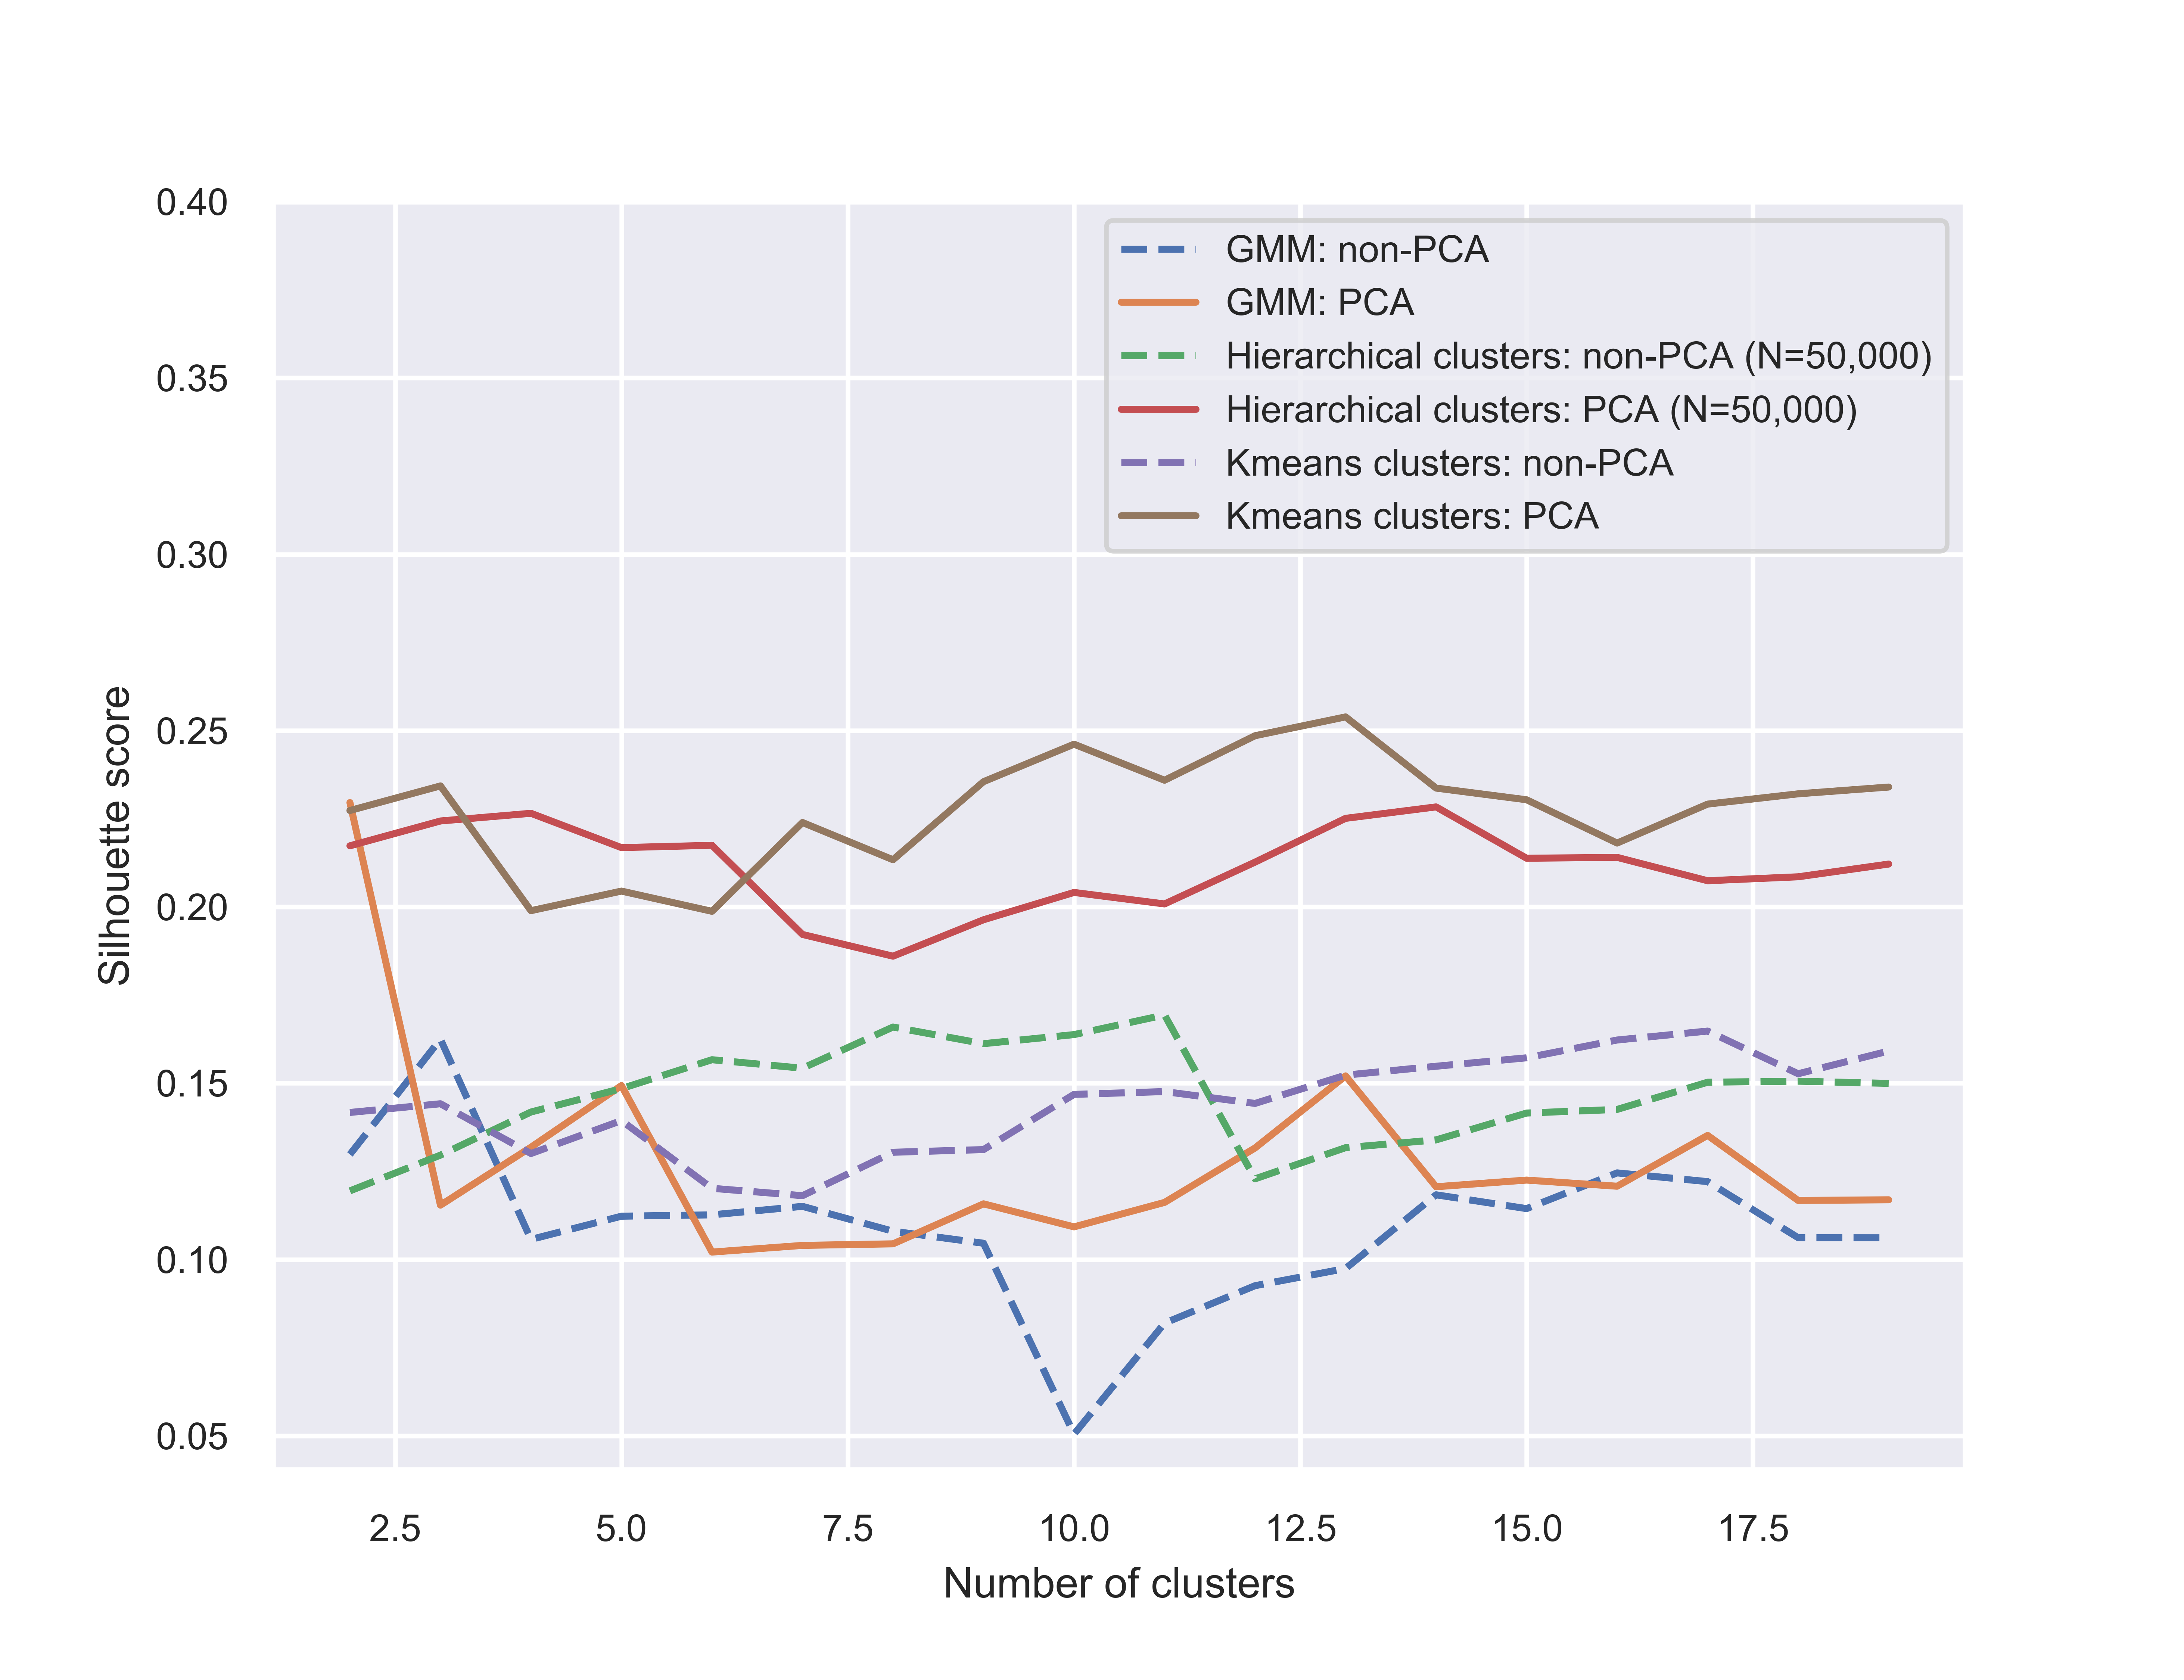 0.40
0.35
0.30
0.25
0.20
0.15
0.10
0.05
Silhouette score
GMM: non-PCA
GMM: PCA
Hierarchical clusters: non-PCA (N=50,000)
Hierarchical clusters: PCA (N=50,000)
Kmeans clusters: non-PCA
Kmeans clusters: PCA
2.5 5.0 7.5 10.0 12.5 15.0 17.5
Number of clusters